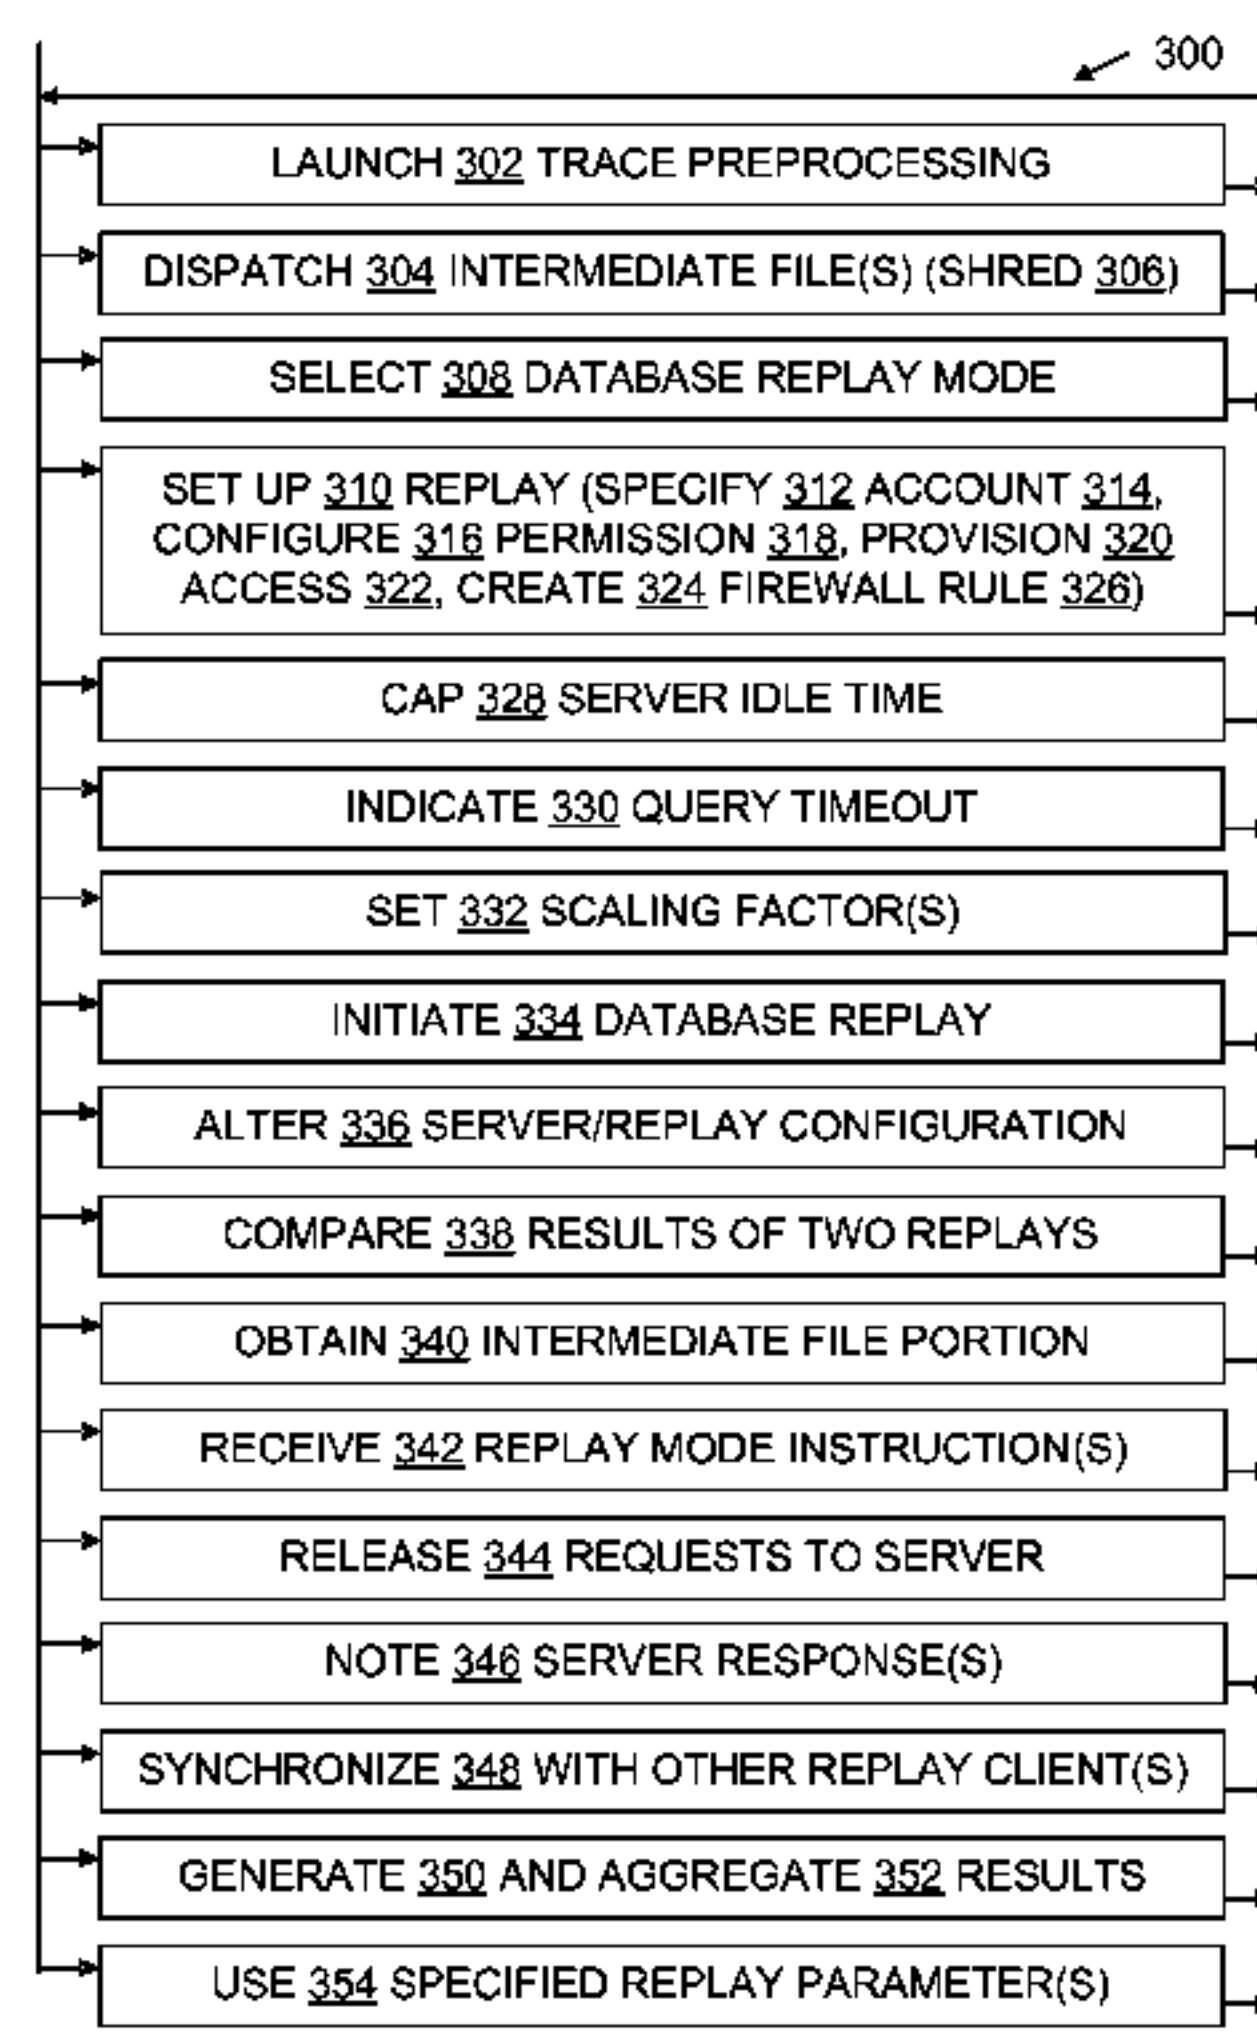 300
LAUNCH 302 TRACE PREPROCESSING
DISPATCH 304 INTERMEDIATE FILE(S) (SHRED 306)
SELECT 308 DATABASE REPLAY MODE
SET UP 310 REPLAY (SPECIFY 312 ACCOUNT 314,
CONFIGURE 316 PERMISSION 318, PROVISION 320
ACCESS 322, CREATE 324 FIREWALL RULE 326)
CAP 328 SERVER IDLE TIME
INDICATE 330 QUERY TIMEOUT
SET 332 SCALING FACTOR(S)
INITIATE 334 DATABASE REPLAY
ALTER 336 SERVER/REPLAY CONFIGURATION
COMPARE 338 RESULTS OF TWO REPLAYS
OBTAIN 340 INTERMEDIATE FILE PORTION
RECEIVE 342 REPLAY MODE INSTRUCTION(S)
RELEASE 344 REQUESTS TO SERVER
NOTE 346 SERVER RESPONSE(S)
SYNCHRONIZE 348 WITH OTHER REPLAY CLIENT(S)
GENERATE 350 AND AGGREGATE 352 RESULTS
USE 354 SPECIFIED REPLAY PARAMETER(S)